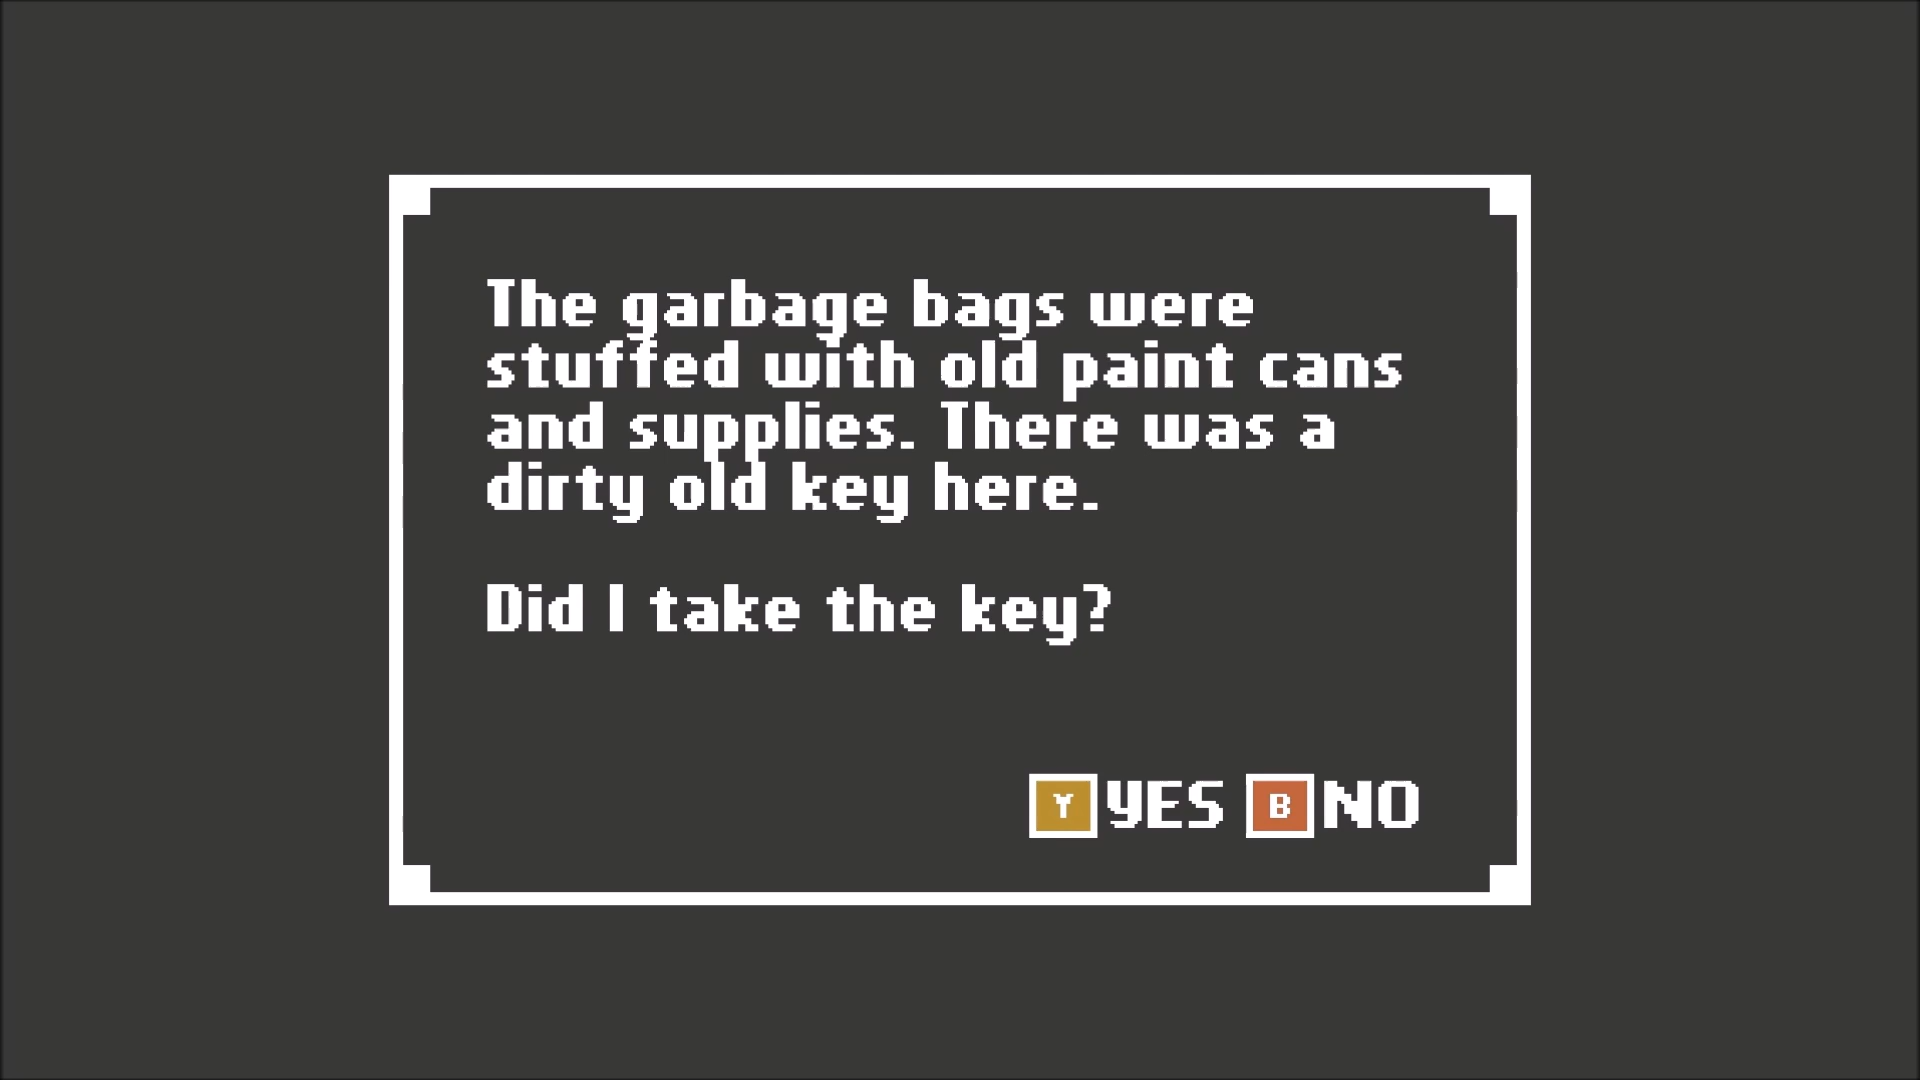 The garbage bags were
stuffed with old paint cans
and supplies. There was a
dirty old key here.
Did I take the key?
Y YES B NO